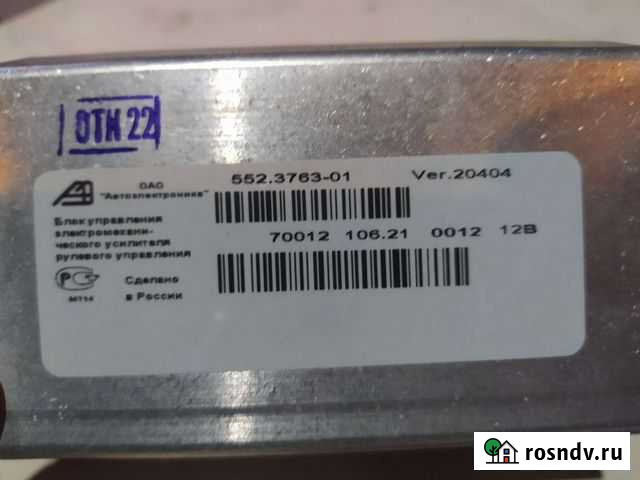 ОТК 22
ОАО
"Автоэлектроника"
552.3763-01 Ver.20404
Блок управления
электромехани-
ческого усилителя
рулевого управления
70012 106.21 0012 12В
МТ14
Сделано
в России
rosndv.ru